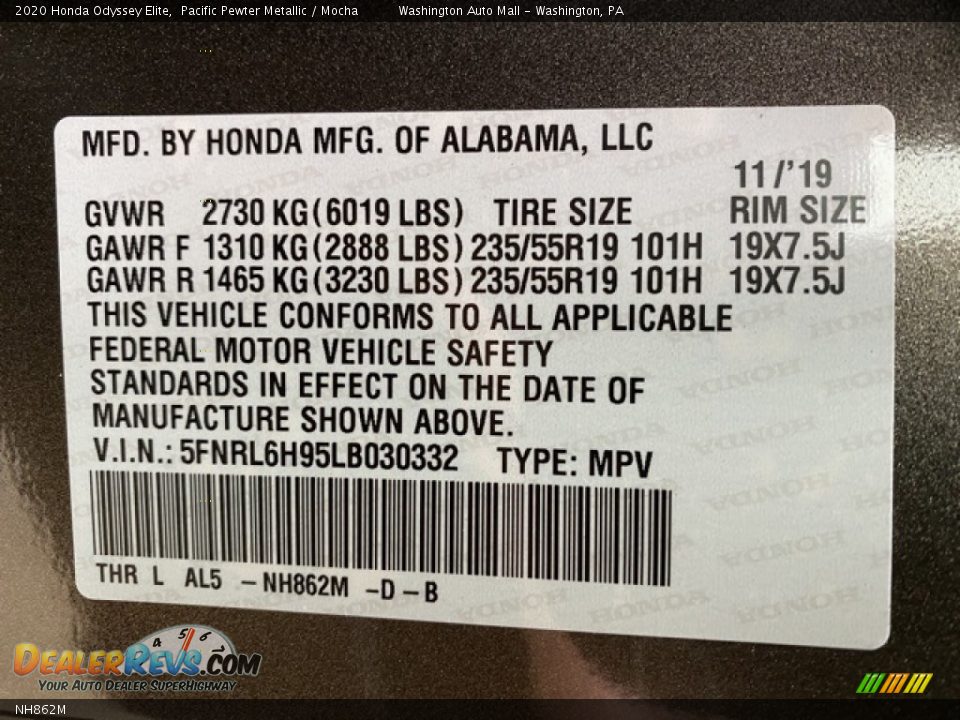 2020 Honda Odyssey Elite, Pacific Pewter Metallic / Mocha Washington Auto Mall - Washington, PA
MFD. BY HONDA MFG. OF ALABAMA, LLC
11/'19
GVWR 2730 KG(6019 LBS) TIRE SIZE RIM SIZE
GAWR F 1310 KG(2888 LBS) 235/55R19 101H 19X7.5J
GAWR R 1465 KG(3230 LBS) 235/55R19 101H 19X7.5J
THIS VEHICLE CONFORMS TO ALL APPLICABLE
FEDERAL MOTOR VEHICLE SAFETY
STANDARDS IN EFFECT ON THE DATE OF
MANUFACTURE SHOWN ABOVE.
V.I.N.: 5FNRL6H95LB030332 TYPE: MPV
THR L AL5 -NH862M -D-B
4 5 6
DEALERREVS.COM
YOUR AUTO DEALER SUPERHIGHWAY
NH862M